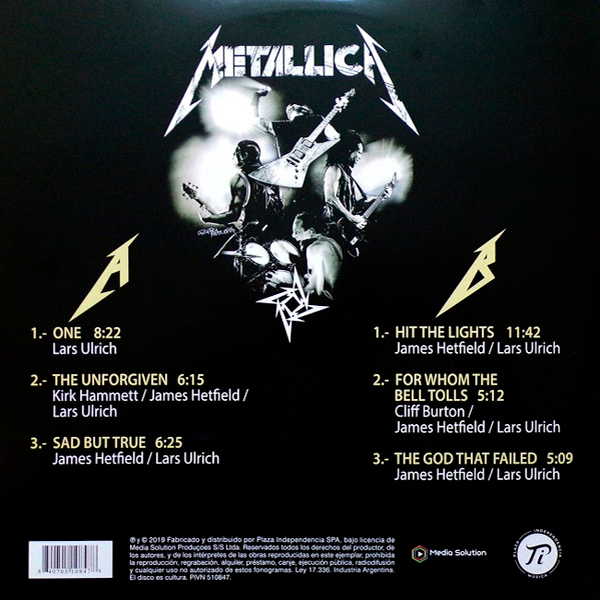 METALLICA
A
1.- ONE 8:22
Lars Ulrich
2.- THE UNFORGIVEN 6:15
Kirk Hammett / James Hetfield /
Lars Ulrich
3.- SAD BUT TRUE 6:25
James Hetfield / Lars Ulrich
B
1.- HIT THE LIGHTS 11:42
James Hetfield / Lars Ulrich
2.- FOR WHOM THE
BELL TOLLS 5:12
Cliff Burton /
James Hetfield / Lars Ulrich
3.- THE GOD THAT FAILED 5:09
James Hetfield / Lars Ulrich
℗ y © 2019 Fabricado y distribuido por Plaza Independencia SPA, bajo licencia de
Media Solution Produçoes S/S Ltda. Reservados todos los derechos del productor, de
los autores, y de los intérpretes de las obras reproducidas en este ejemplar, prohibida
la reproducción, regrabación, alquiler, préstamo, canje, ejecución pública, radiodifusión
y cualquier uso no autorizado de estos fonogramas. Ley 17.336. Industria Argentina.
El disco es cultura. PIVN 510847.
Media Solution
PLAZA INDEPENDENCIA
Pi
MÚSICA